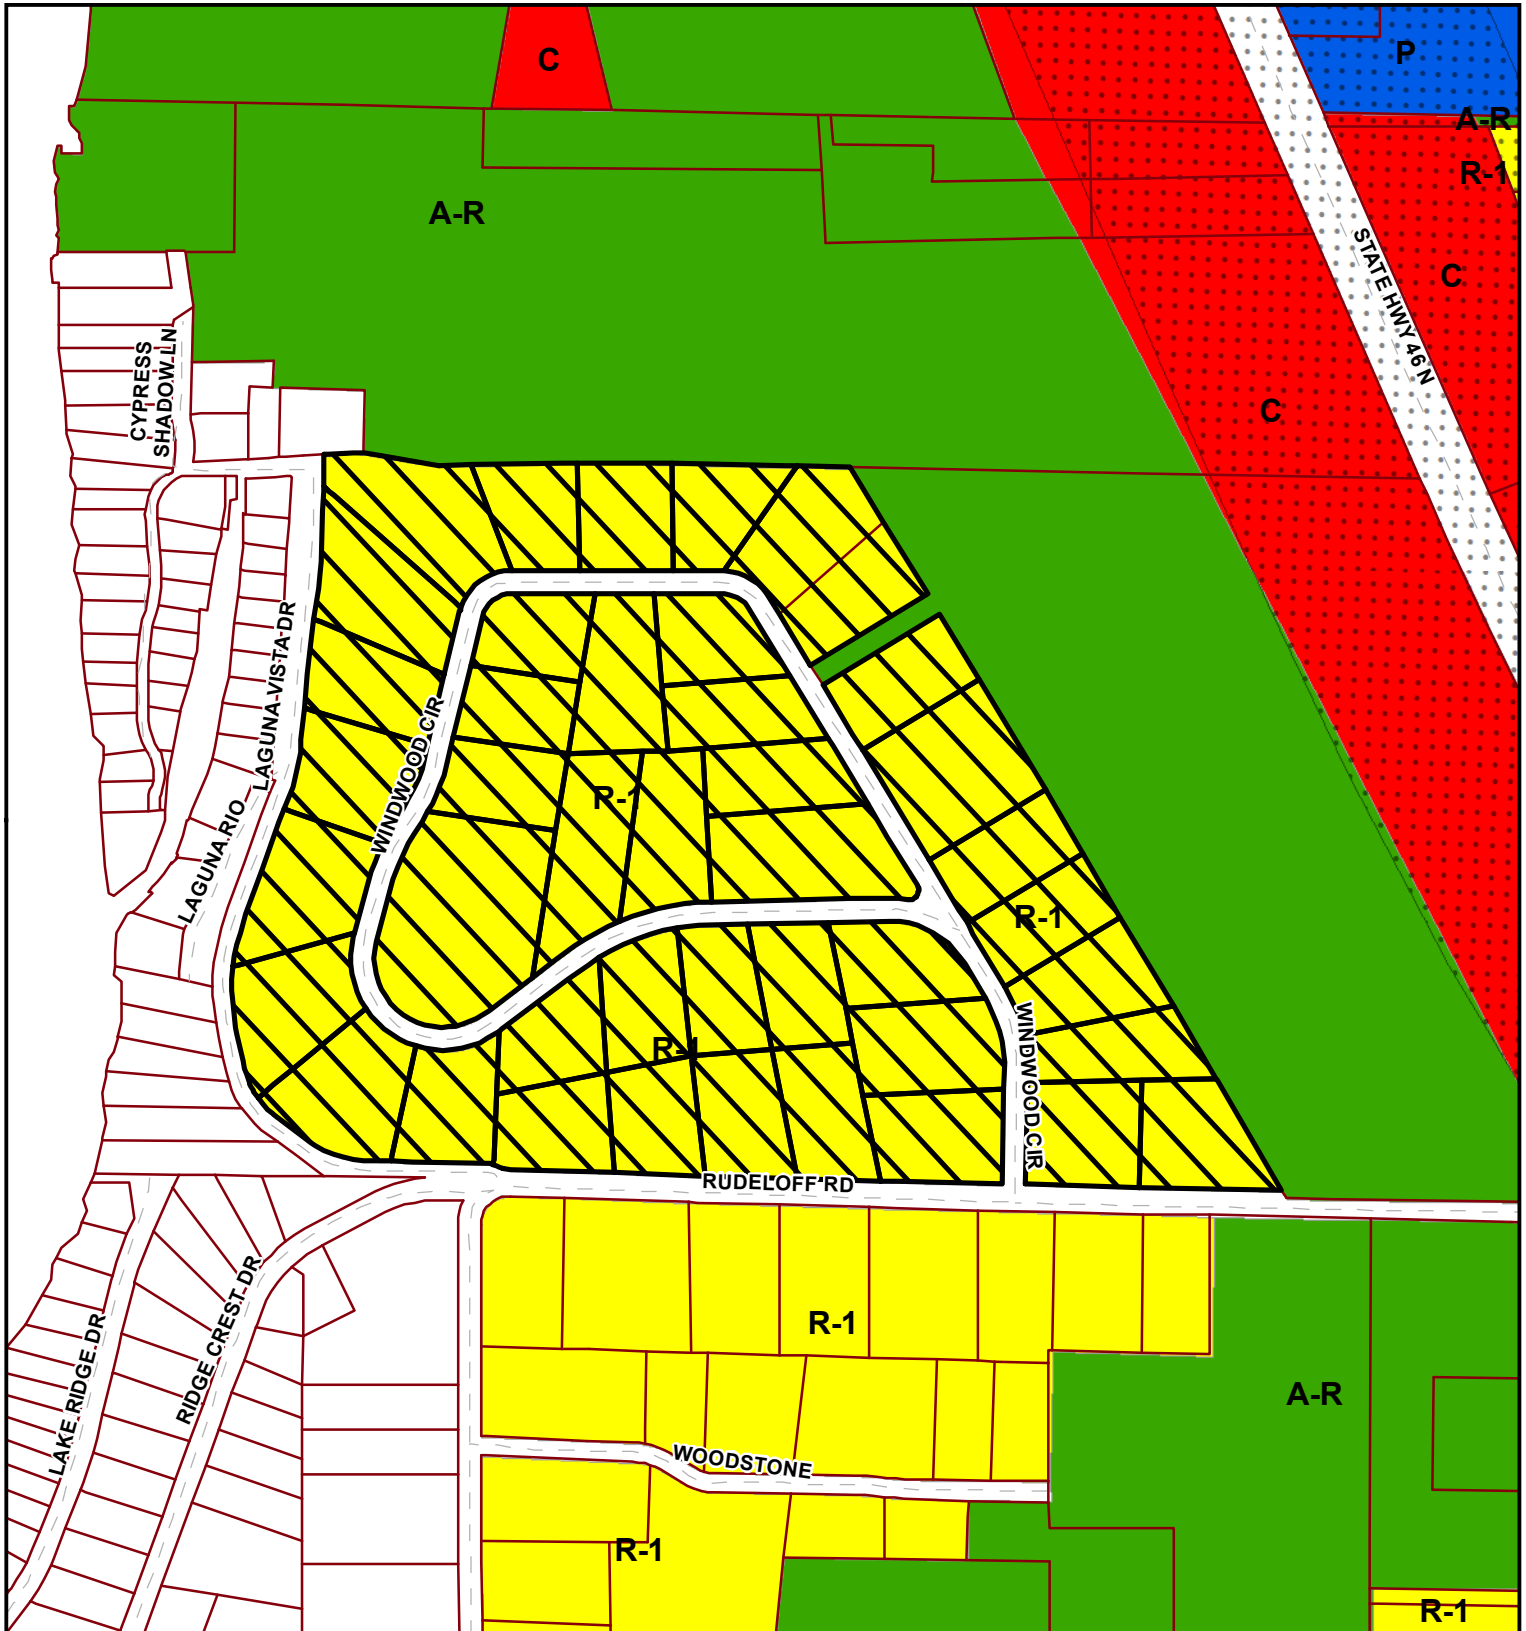 C
P
A-R
R-1
A-R
STATE HWY 46 N
C
CYPRESS
SHADOW LN
C
LAGUNA VISTA DR
WINDWOOD CIR
R-1
LAGUNA RIO
R-1
R-1
WINDWOOD CIR
RUDELOFF RD
R-1
LAKE RIDGE DR
RIDGE CREST DR
A-R
WOODSTONE
R-1
R-1